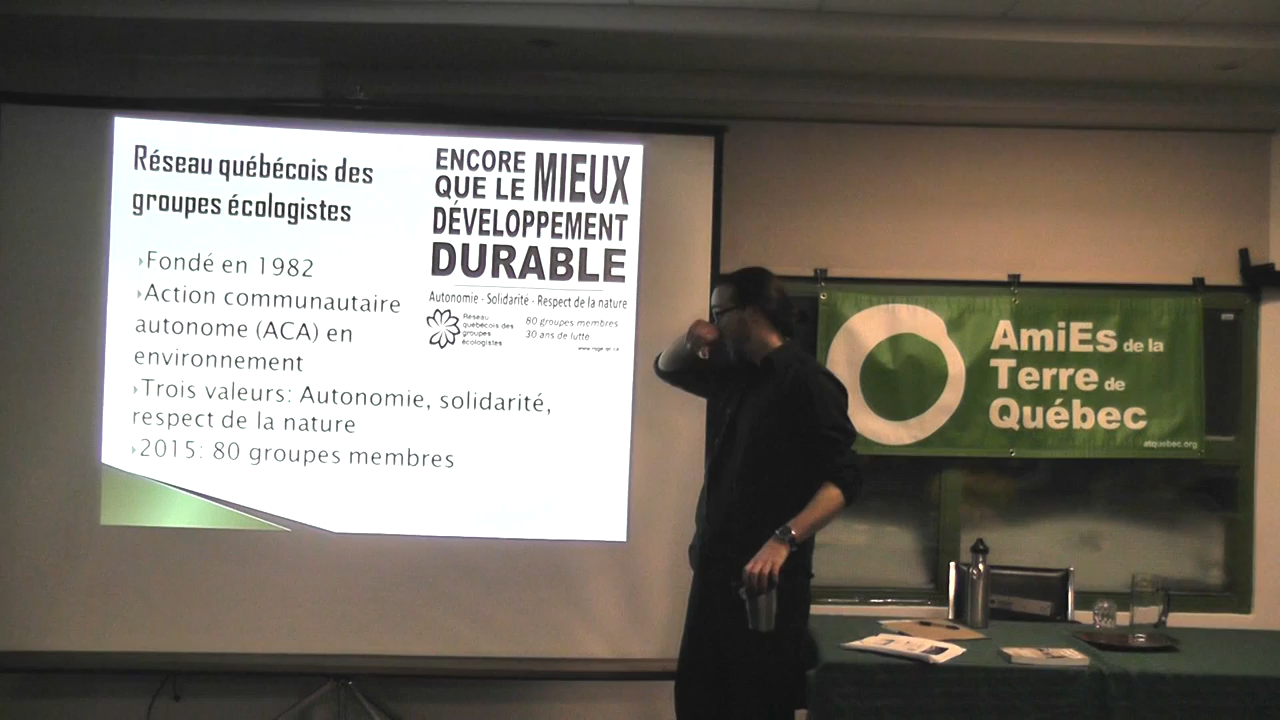 Réseau québécois des
groupes écologistes
Fondé en 1982
Action communautaire
autonome (ACA) en
environnement
Trois valeurs: Autonomie, solidarité,
respect de la nature
2015: 80 groupes membres
ENCORE MIEUX
QUE LE
DÉVELOPPEMENT
DURABLE
Autonomie - Solidarité - Respect de la nature
Réseau
québécois des
groupes
écologistes
80 groupes membres
30 ans de lutte
AmiEs de la
Terre de
Québec
atquebec.org